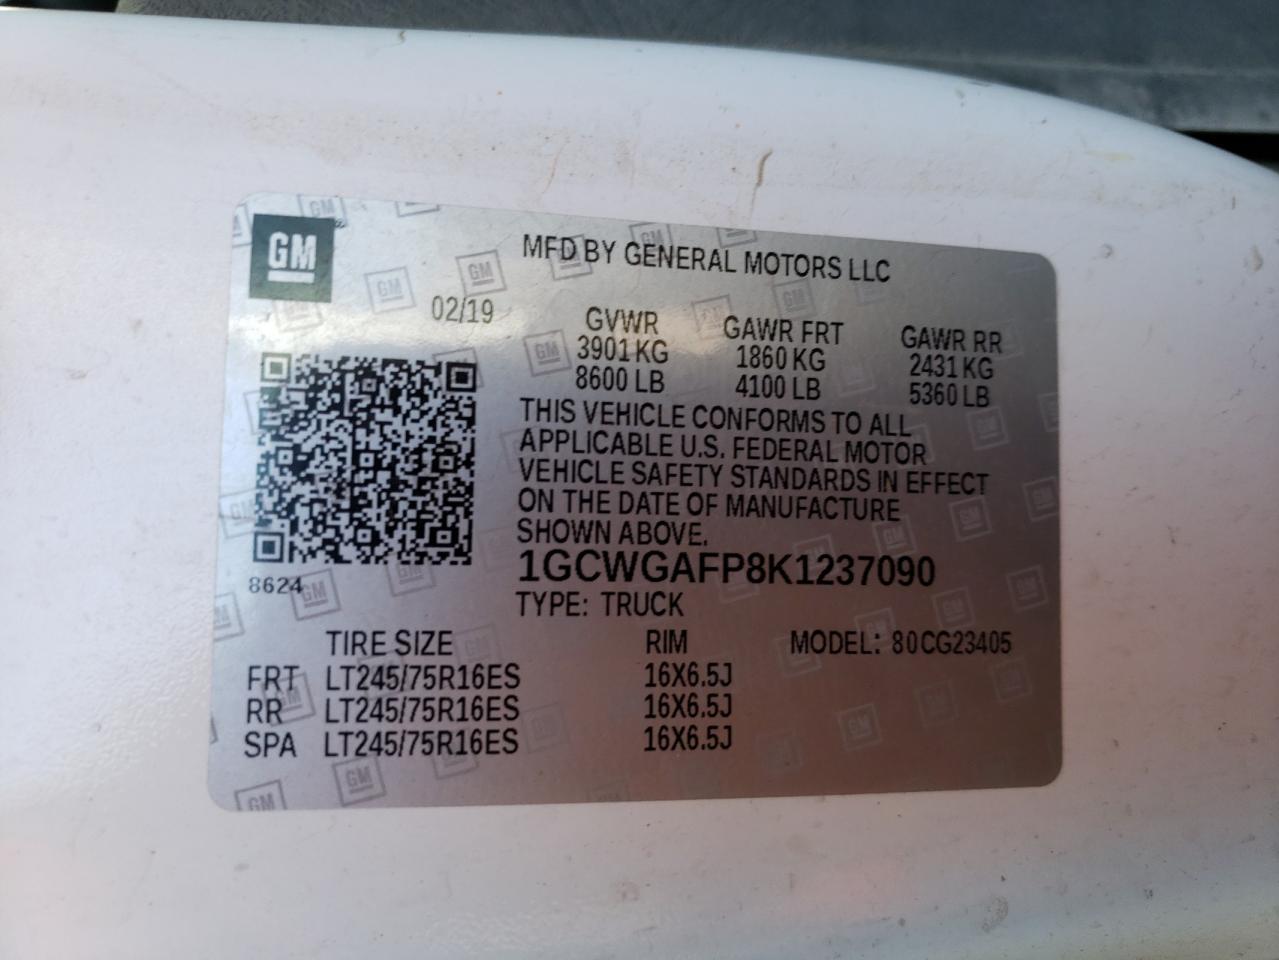 GM
MFD BY GENERAL MOTORS LLC
02/19
GVWR GAWR FRT GAWR RR
3901 KG 1860 KG 2431 KG
8600 LB 4100 LB 5360 LB
THIS VEHICLE CONFORMS TO ALL
APPLICABLE U.S. FEDERAL MOTOR
VEHICLE SAFETY STANDARDS IN EFFECT
ON THE DATE OF MANUFACTURE
SHOWN ABOVE.
1GCWGAFP8K1237090
8624
TYPE: TRUCK
TIRE SIZE RIM MODEL: 80CG23405
FRT LT245/75R16ES 16X6.5J
RR LT245/75R16ES 16X6.5J
SPA LT245/75R16ES 16X6.5J